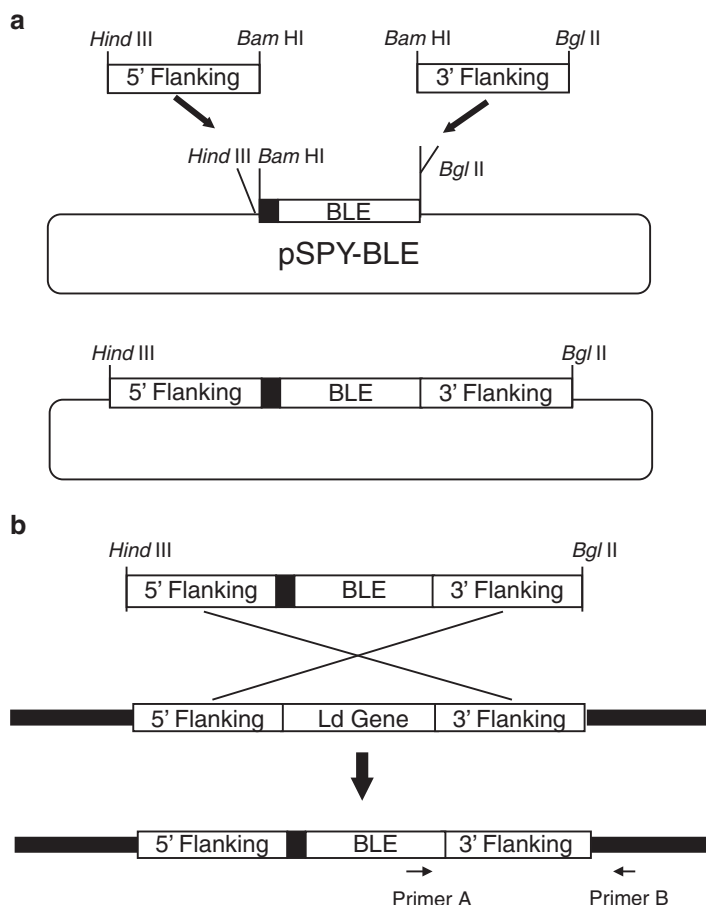 a
Hind III
Bam HI
Bam HI
Bgl II
5’ Flanking
3’ Flanking
Hind III Bam HI
Bgl II
BLE
pSPY-BLE
Hind III
Bgl II
5’ Flanking
BLE
3’ Flanking
b
Hind III
Bgl II
5’ Flanking
BLE
3’ Flanking
5’ Flanking
Ld Gene
3’ Flanking
5’ Flanking
BLE
3’ Flanking
Primer A
Primer B